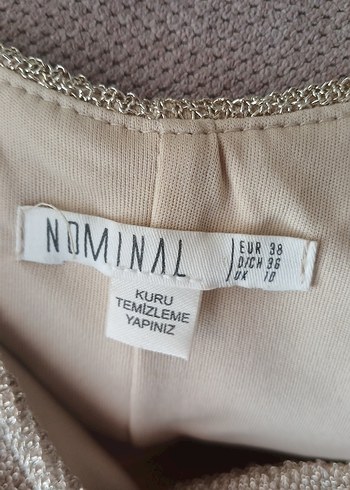 NOMINAL
EUR 38
D/CH 36
UK 10
KURU
TEMİZLEME
YAPINIZ